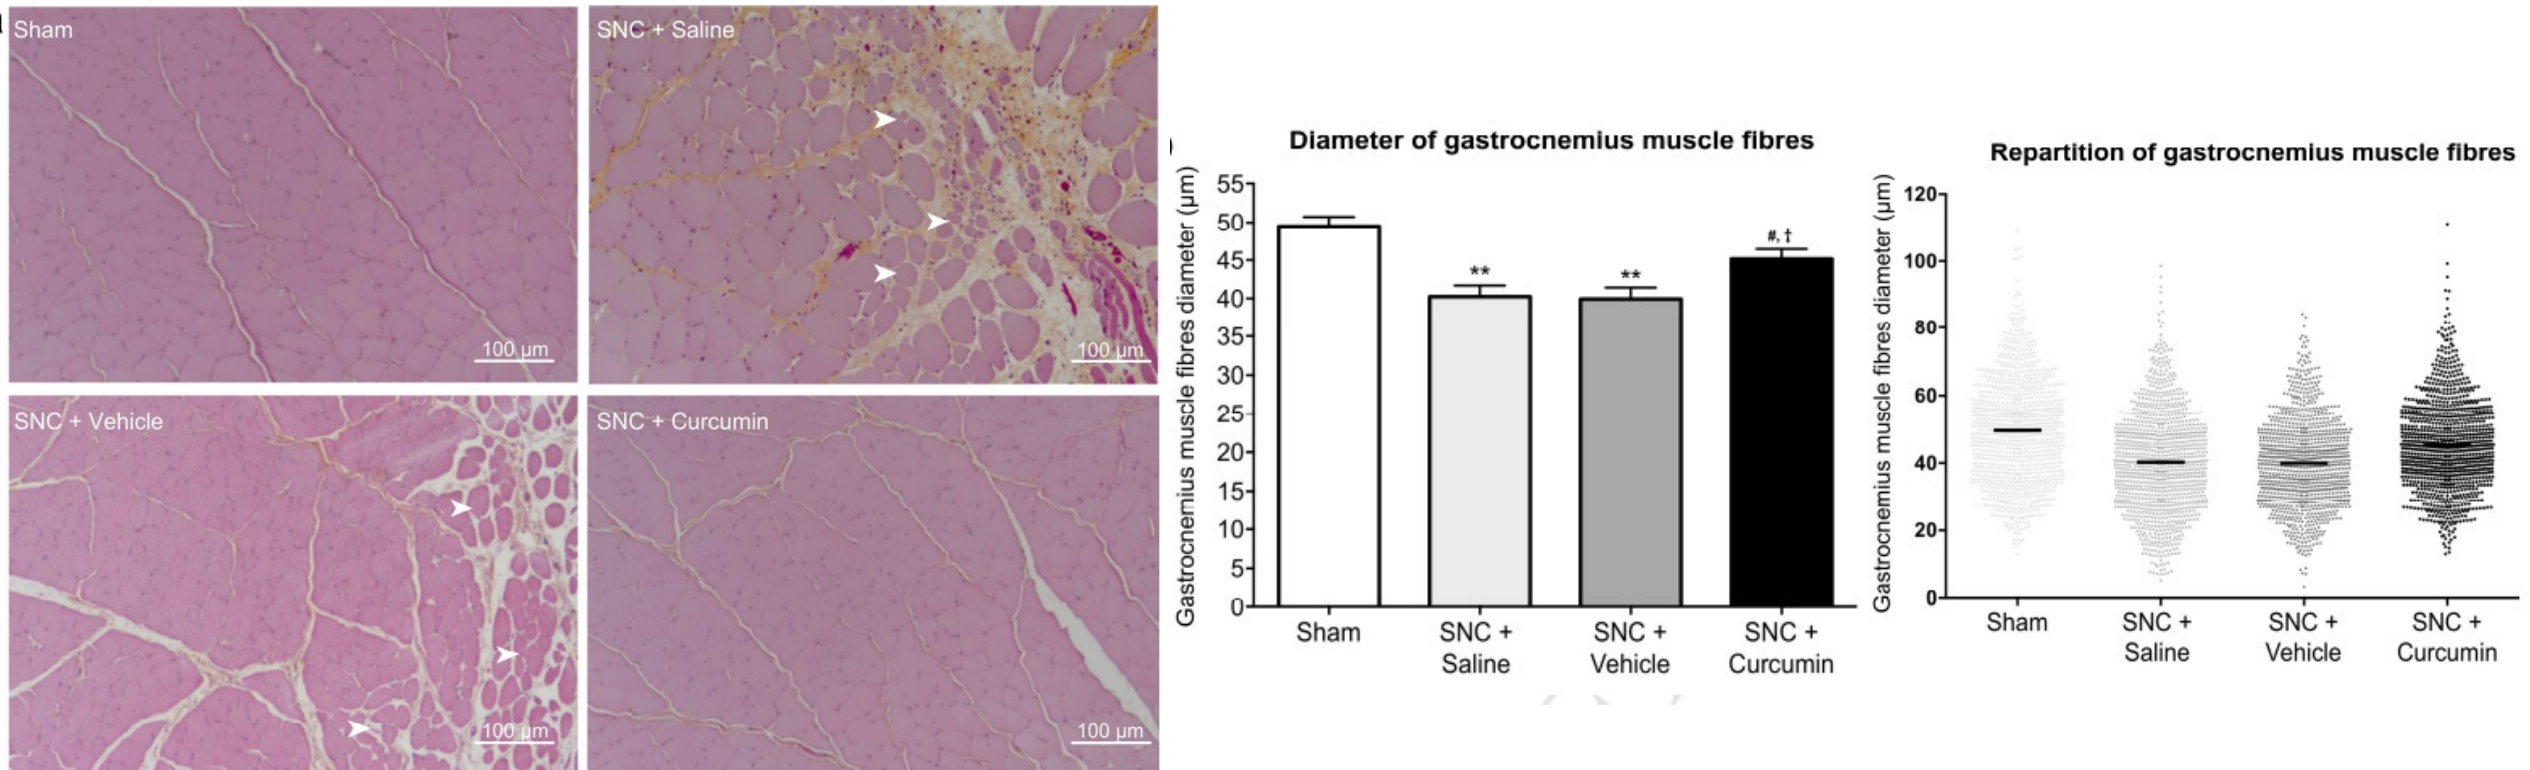 Sham
100 µm
SNC + Saline
100 µm
SNC + Vehicle
100 µm
SNC + Curcumin
100 µm
Diameter of gastrocnemius muscle fibres
Gastrocnemius muscle fibres diameter (µm)
55
50
45
40
35
30
25
20
15
10
5
0
**
**
#,†
Sham
SNC +
Saline
SNC +
Vehicle
SNC +
Curcumin
Repartition of gastrocnemius muscle fibres
Gastrocnemius muscle fibres diameter (µm)
120
100
80
60
40
20
0
Sham
SNC +
Saline
SNC +
Vehicle
SNC +
Curcumin